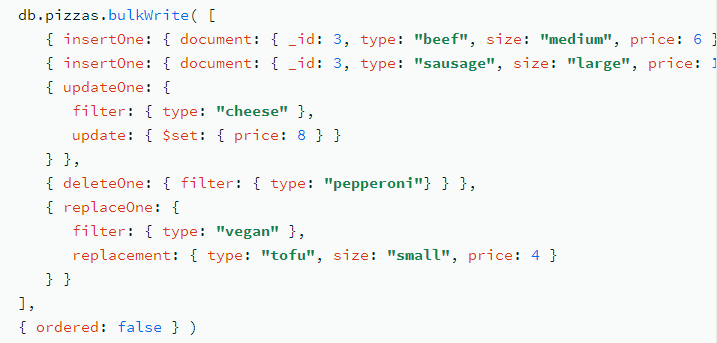 db.pizzas.bulkWrite( [
   { insertOne: { document: { _id: 3, type: "beef", size: "medium", price: 6 }
   { insertOne: { document: { _id: 3, type: "sausage", size: "large", price: 1
   { updateOne: {
      filter: { type: "cheese" },
      update: { $set: { price: 8 } }
   } },
   { deleteOne: { filter: { type: "pepperoni"} } },
   { replaceOne: {
      filter: { type: "vegan" },
      replacement: { type: "tofu", size: "small", price: 4 }
   } }
],
{ ordered: false } )